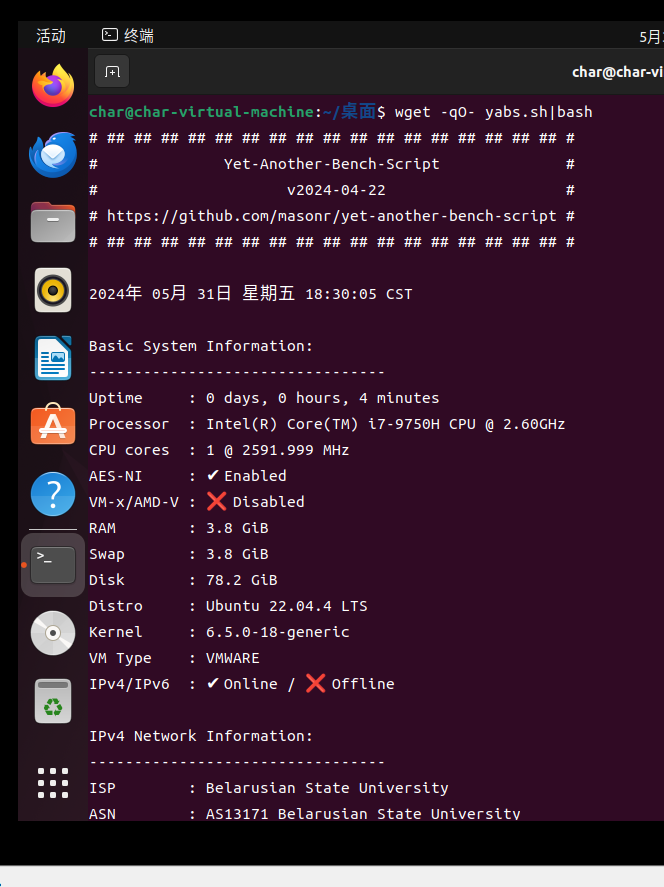 活动
终端
5月
char@char-vi
char@char-virtual-machine:~/桌面$ wget -qO- yabs.sh|bash
# ## ## ## ## ## ## ## ## ## ## ## ## ## ## ## ## ## #
#              Yet-Another-Bench-Script              #
#                     v2024-04-22                    #
# https://github.com/masonr/yet-another-bench-script #
# ## ## ## ## ## ## ## ## ## ## ## ## ## ## ## ## ## #
2024年 05月 31日 星期五 18:30:05 CST
Basic System Information:
---------------------------------
Uptime     : 0 days, 0 hours, 4 minutes
Processor  : Intel(R) Core(TM) i7-9750H CPU @ 2.60GHz
CPU cores  : 1 @ 2591.999 MHz
AES-NI     : ✔ Enabled
VM-x/AMD-V : ❌ Disabled
RAM        : 3.8 GiB
Swap       : 3.8 GiB
Disk       : 78.2 GiB
Distro     : Ubuntu 22.04.4 LTS
Kernel     : 6.5.0-18-generic
VM Type    : VMWARE
IPv4/IPv6  : ✔ Online / ❌ Offline
IPv4 Network Information:
---------------------------------
ISP        : Belarusian State University
ASN        : AS13171 Belarusian State University